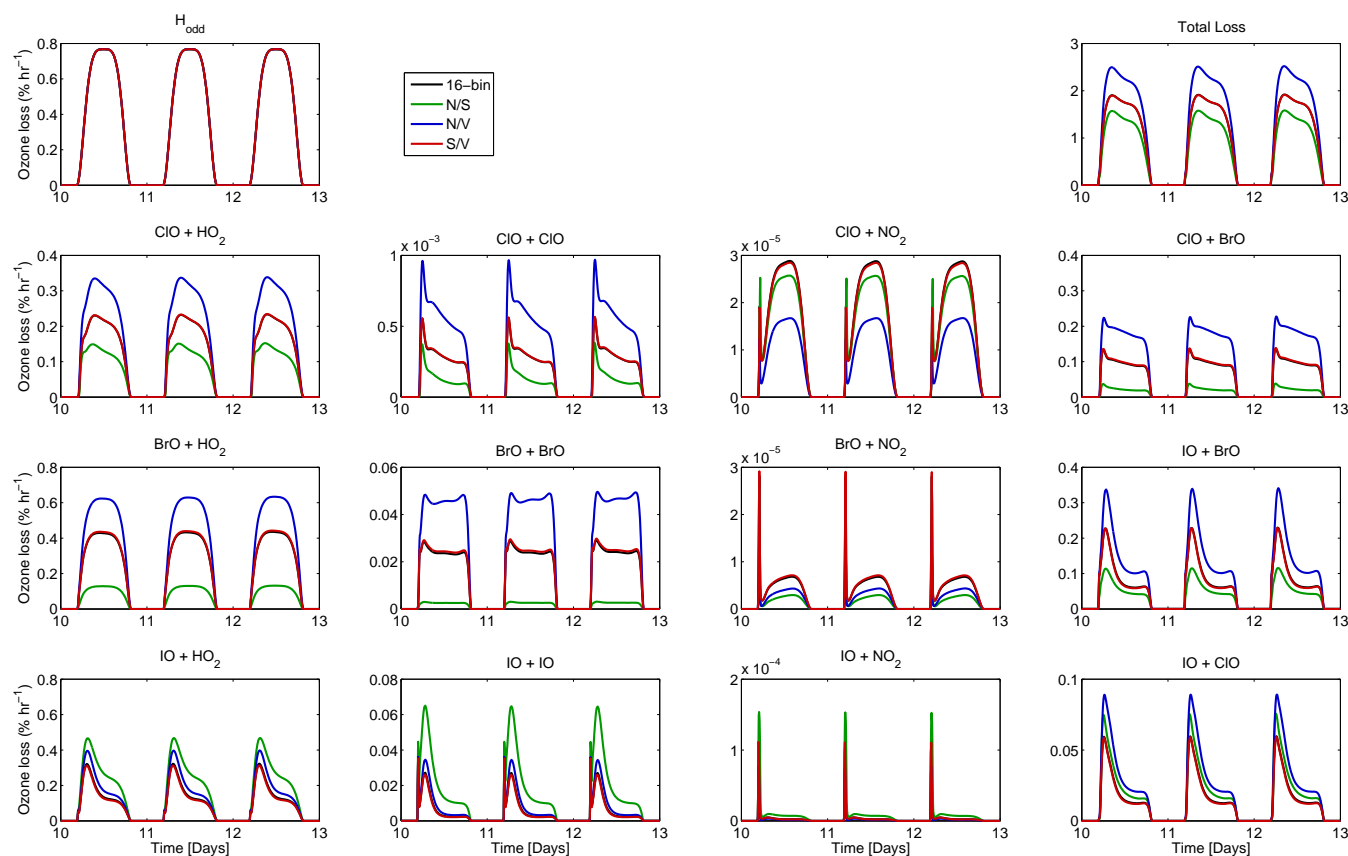 H_odd
Total Loss
0.8
0.6
0.4
0.2
0
Ozone loss (% hr⁻¹)
10 11 12 13
16−bin
N/S
N/V
S/V
3
2
1
0
10 11 12 13
ClO + HO₂
ClO + ClO
ClO + NO₂
ClO + BrO
0.4
0.3
0.2
0.1
0
Ozone loss (% hr⁻¹)
10 11 12 13
x 10⁻³
1
0.5
0
10 11 12 13
x 10⁻⁵
3
2
1
0
10 11 12 13
0.4
0.3
0.2
0.1
0
10 11 12 13
BrO + HO₂
BrO + BrO
BrO + NO₂
IO + BrO
0.8
0.6
0.4
0.2
0
Ozone loss (% hr⁻¹)
10 11 12 13
0.06
0.04
0.02
0
10 11 12 13
x 10⁻⁵
3
2
1
0
10 11 12 13
0.4
0.3
0.2
0.1
0
10 11 12 13
IO + HO₂
IO + IO
IO + NO₂
IO + ClO
0.8
0.6
0.4
0.2
0
Ozone loss (% hr⁻¹)
10 11 12 13
Time [Days]
0.08
0.06
0.04
0.02
0
10 11 12 13
Time [Days]
x 10⁻⁴
2
1
0
10 11 12 13
Time [Days]
0.1
0.05
0
10 11 12 13
Time [Days]